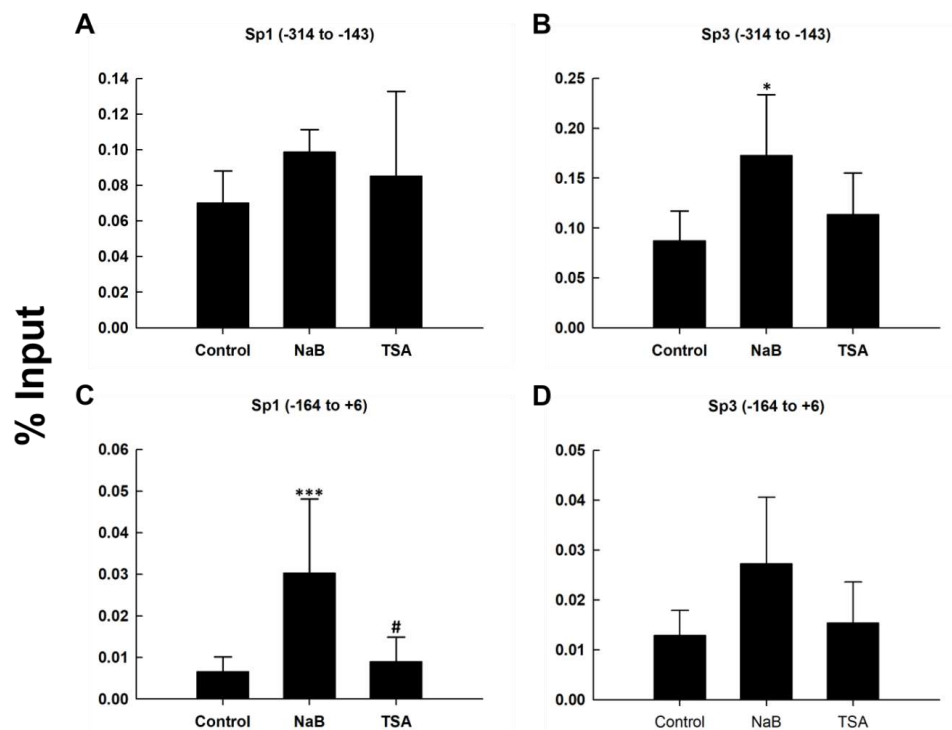 A
Sp1 (-314 to -143)
0.14
0.12
0.10
0.08
0.06
0.04
0.02
0.00
Control NaB TSA
B
Sp3 (-314 to -143)
0.25
*
0.20
0.15
0.10
0.05
0.00
Control NaB TSA
% Input
C
Sp1 (-164 to +6)
0.06
0.05
***
0.04
0.03
0.02
#
0.01
0.00
Control NaB TSA
D
Sp3 (-164 to +6)
0.05
0.04
0.03
0.02
0.01
0.00
Control NaB TSA